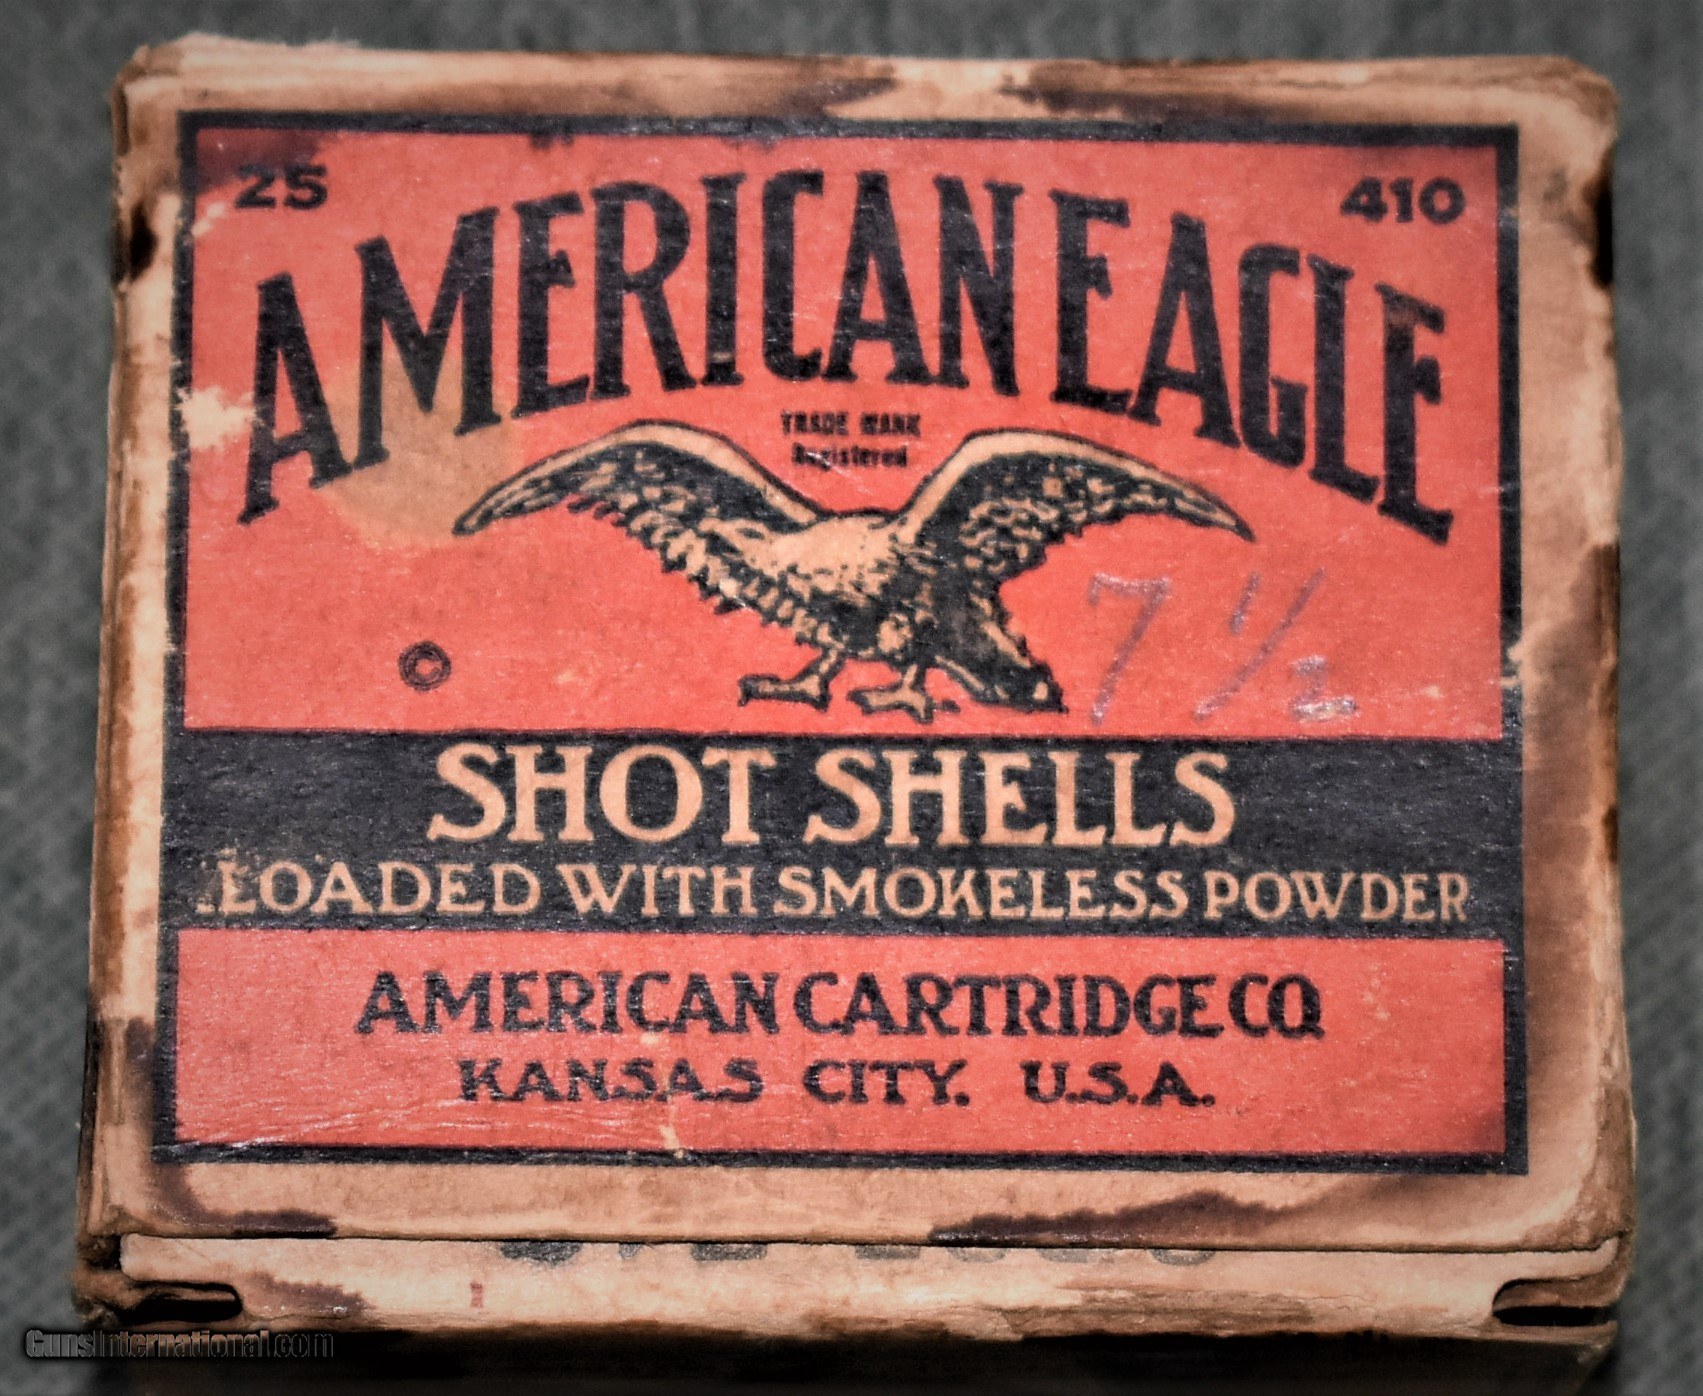 25 410
AMERICAN EAGLE
TRADE MARK
Registered
7 1/2
SHOT SHELLS
LOADED WITH SMOKELESS POWDER
AMERICAN CARTRIDGE CO.
KANSAS CITY. U.S.A.
GunsInternational.com